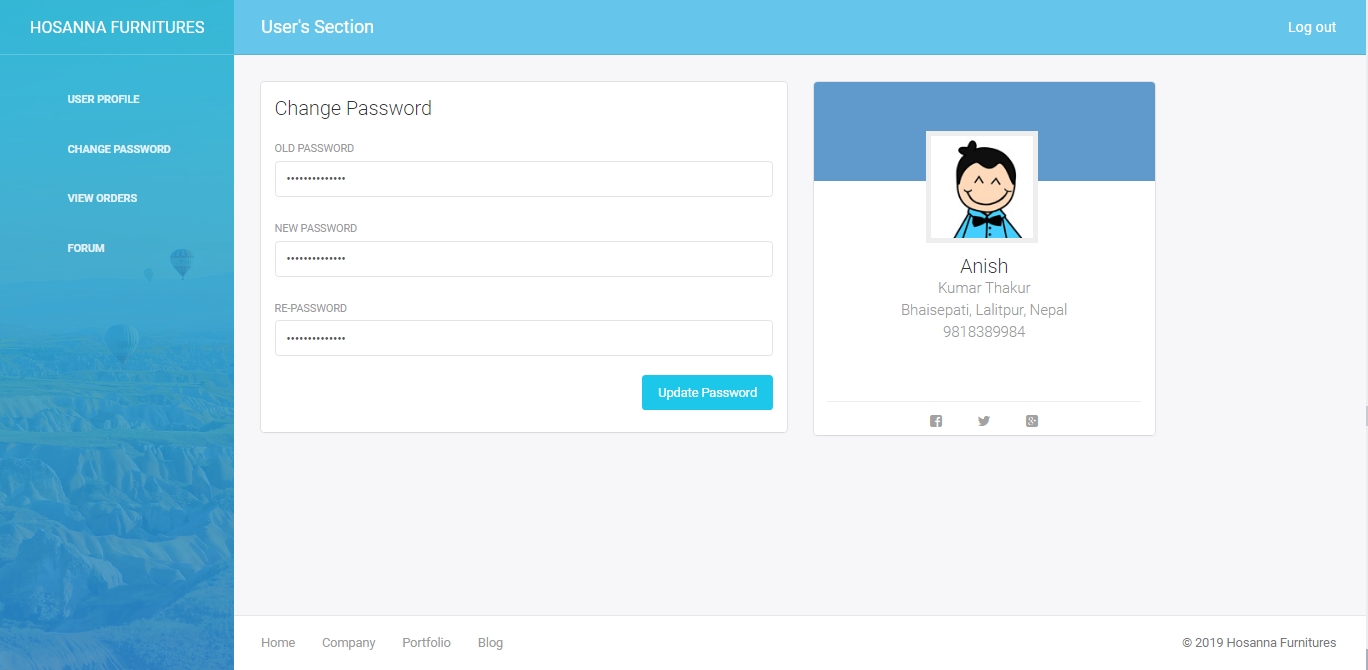 HOSANNA FURNITURES
User's Section
Log out
USER PROFILE
CHANGE PASSWORD
VIEW ORDERS
FORUM
Change Password
OLD PASSWORD
••••••••••••••
NEW PASSWORD
••••••••••••••
RE-PASSWORD
••••••••••••••
Update Password
Anish
Kumar Thakur
Bhaisepati, Lalitpur, Nepal
9818389984
Home Company Portfolio Blog
© 2019 Hosanna Furnitures